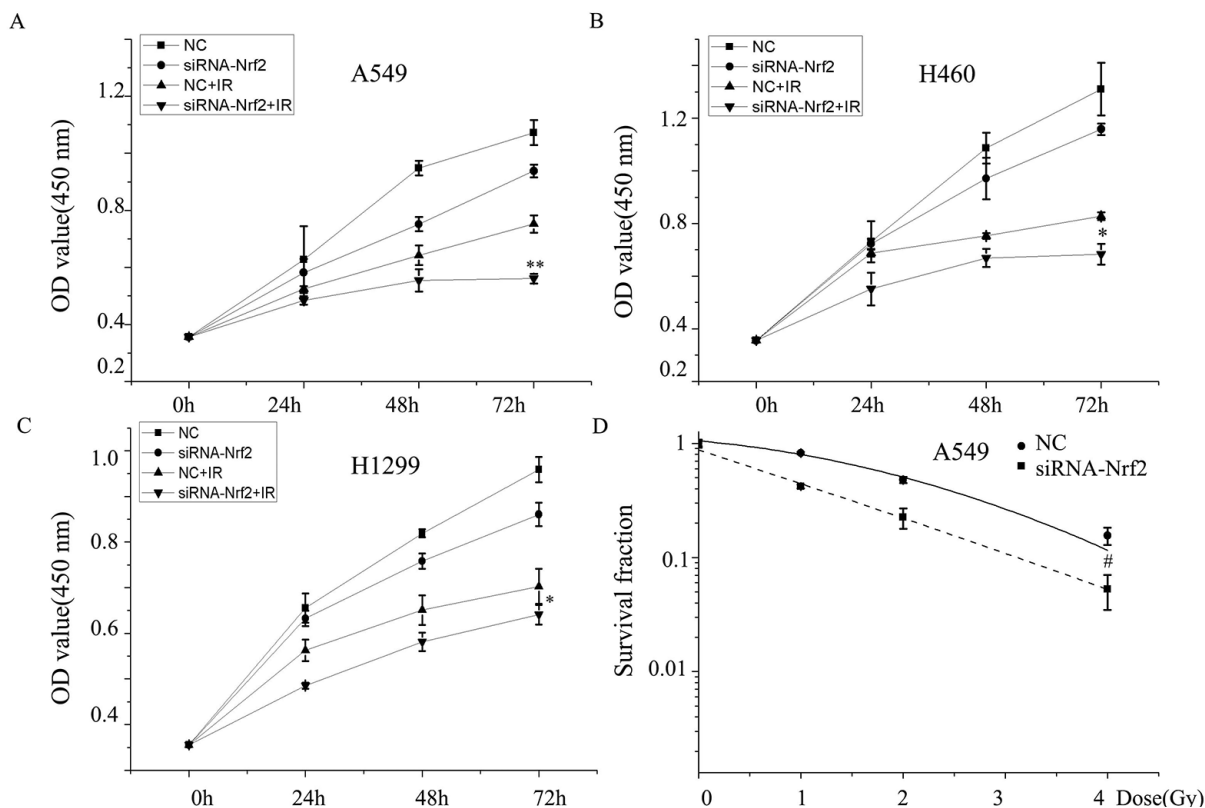 A
NC
siRNA-Nrf2
NC+IR
siRNA-Nrf2+IR
A549
OD value(450 nm)
1.2
0.8
0.4
0.2
**
0h 24h 48h 72h
B
NC
siRNA-Nrf2
NC+IR
siRNA-Nrf2+IR
H460
OD value(450 nm)
1.2
0.8
0.4
0.2
*
0h 24h 48h 72h
C
NC
siRNA-Nrf2
NC+IR
siRNA-Nrf2+IR
H1299
OD value(450 nm)
1.0
0.8
0.6
0.4
*
0h 24h 48h 72h
D
A549
NC
siRNA-Nrf2
Survival fraction
1
0.1
0.01
#
0 1 2 3 4 Dose(Gy)